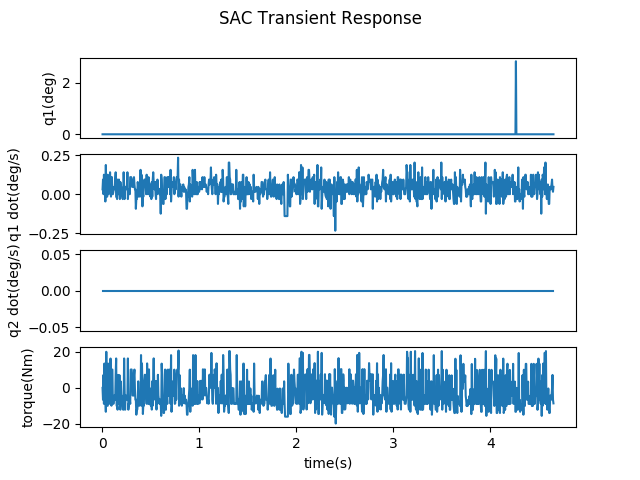 SAC Transient Response
q1(deg)
2
0
q1 dot(deg/s)
0.25
0.00
−0.25
q2 dot(deg/s)
0.05
0.00
−0.05
torque(Nm)
20
0
−20
0 1 2 3 4
time(s)